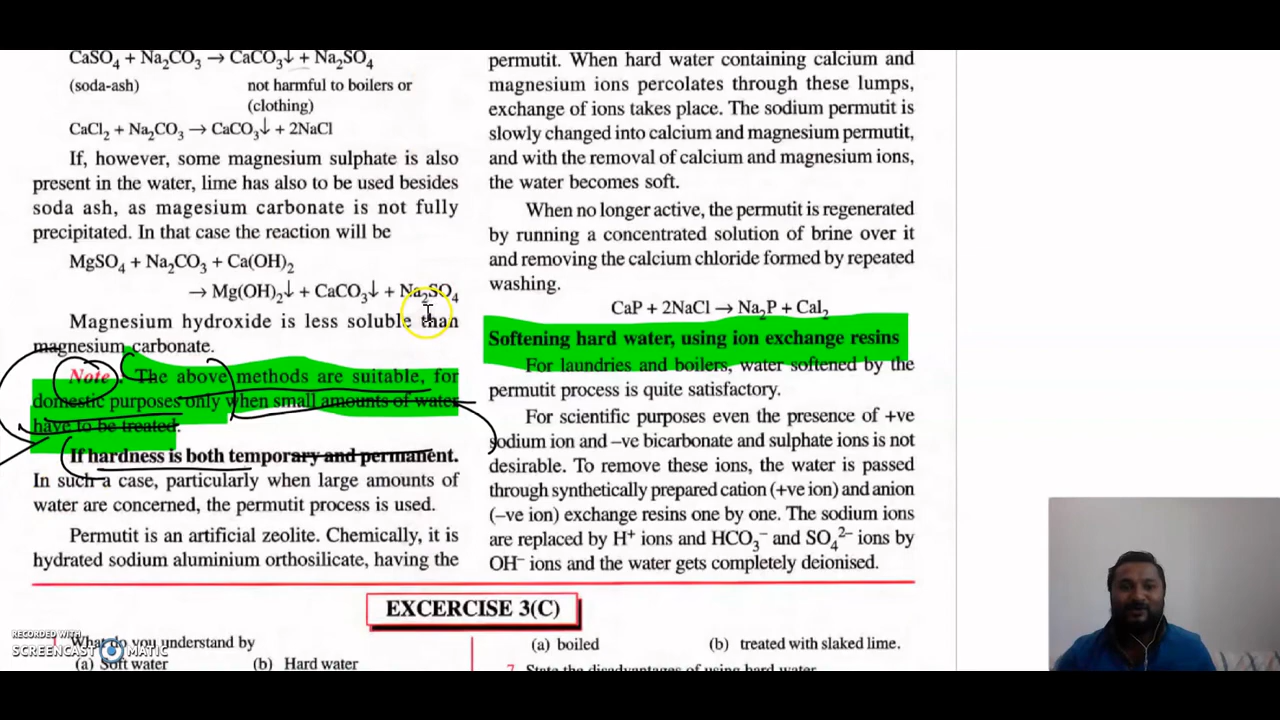 CaSO₄ + Na₂CO₃ → CaCO₃↓ + Na₂SO₄
(soda-ash) not harmful to boilers or
(clothing)
CaCl₂ + Na₂CO₃ → CaCO₃↓ + 2NaCl
If, however, some magnesium sulphate is also
present in the water, lime has also to be used besides
soda ash, as magesium carbonate is not fully
precipitated. In that case the reaction will be
MgSO₄ + Na₂CO₃ + Ca(OH)₂
→ Mg(OH)₂↓ + CaCO₃↓ + Na₂SO₄
Magnesium hydroxide is less soluble than
magnesium carbonate.
Note : The above methods are suitable, for
domestic purposes only when small amounts of water
have to be treated.
If hardness is both temporary and permanent.
In such a case, particularly when large amounts of
water are concerned, the permutit process is used.
Permutit is an artificial zeolite. Chemically, it is
hydrated sodium aluminium orthosilicate, having the
permutit. When hard water containing calcium and
magnesium ions percolates through these lumps,
exchange of ions takes place. The sodium permutit is
slowly changed into calcium and magnesium permutit,
and with the removal of calcium and magnesium ions,
the water becomes soft.
When no longer active, the permutit is regenerated
by running a concentrated solution of brine over it
and removing the calcium chloride formed by repeated
washing.
CaP + 2NaCl → Na₂P + CaI₂
Softening hard water, using ion exchange resins
For laundries and boilers, water softened by the
permutit process is quite satisfactory.
For scientific purposes even the presence of +ve
sodium ion and –ve bicarbonate and sulphate ions is not
desirable. To remove these ions, the water is passed
through synthetically prepared cation (+ve ion) and anion
(–ve ion) exchange resins one by one. The sodium ions
are replaced by H⁺ ions and HCO₃⁻ and SO₄²⁻ ions by
OH⁻ ions and the water gets completely deionised.
EXCERCISE 3(C)
1. What do you understand by
(a) Soft water (b) Hard water
(a) boiled (b) treated with slaked lime.
7. State the disadvantages of using hard water.
RECORDED WITH
SCREENCAST MATIC